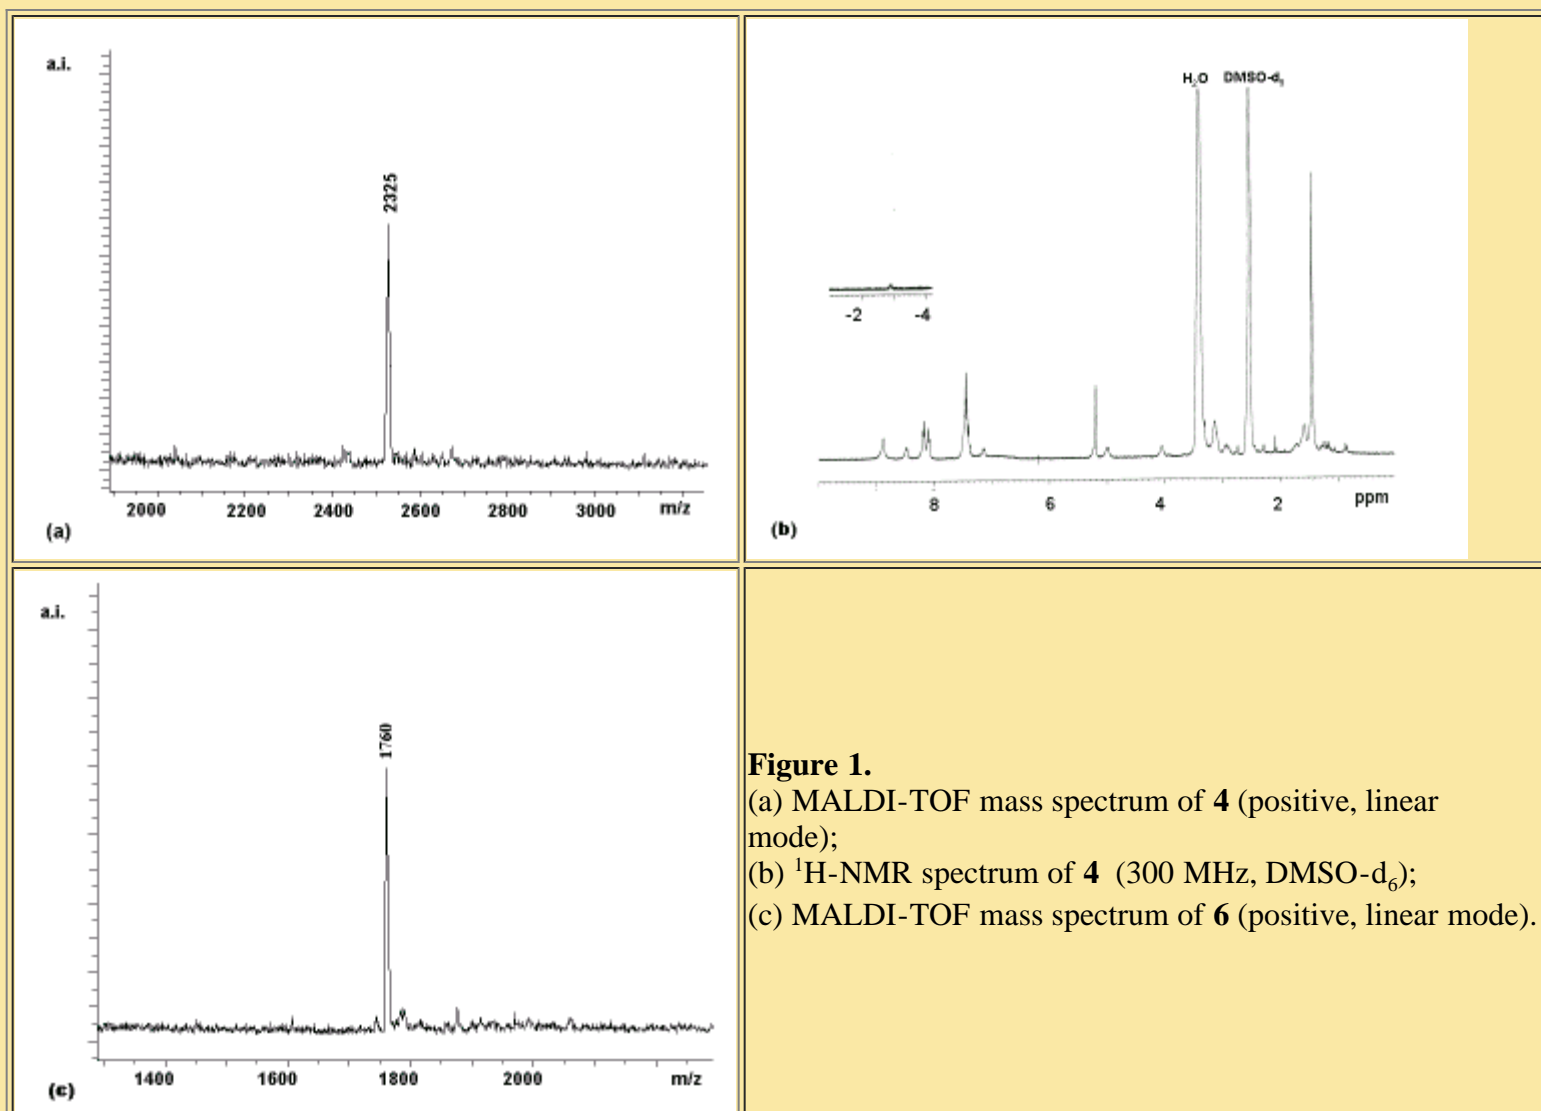 a.i.
2325
2000 2200 2400 2600 2800 3000 m/z
(a)
H2O DMSO-d5
-2 -4
8 6 4 2 ppm
(b)
a.i.
1760
1400 1600 1800 2000 m/z
(c)
Figure 1.
(a) MALDI-TOF mass spectrum of 4 (positive, linear
mode);
(b) 1H-NMR spectrum of 4 (300 MHz, DMSO-d6);
(c) MALDI-TOF mass spectrum of 6 (positive, linear mode).